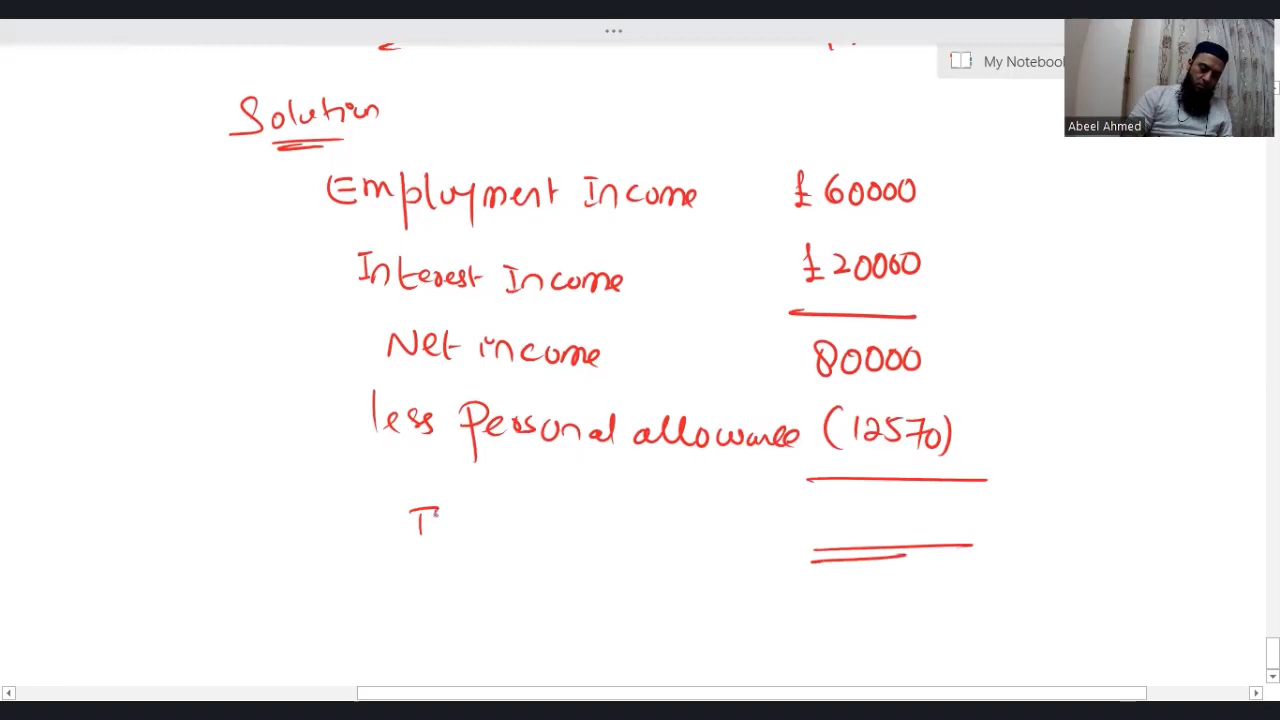 My Notebook
Abeel Ahmed
Solution
Employment Income £60000
Interest Income £20000
Net income 80000
less Personal allowance (12570)
T